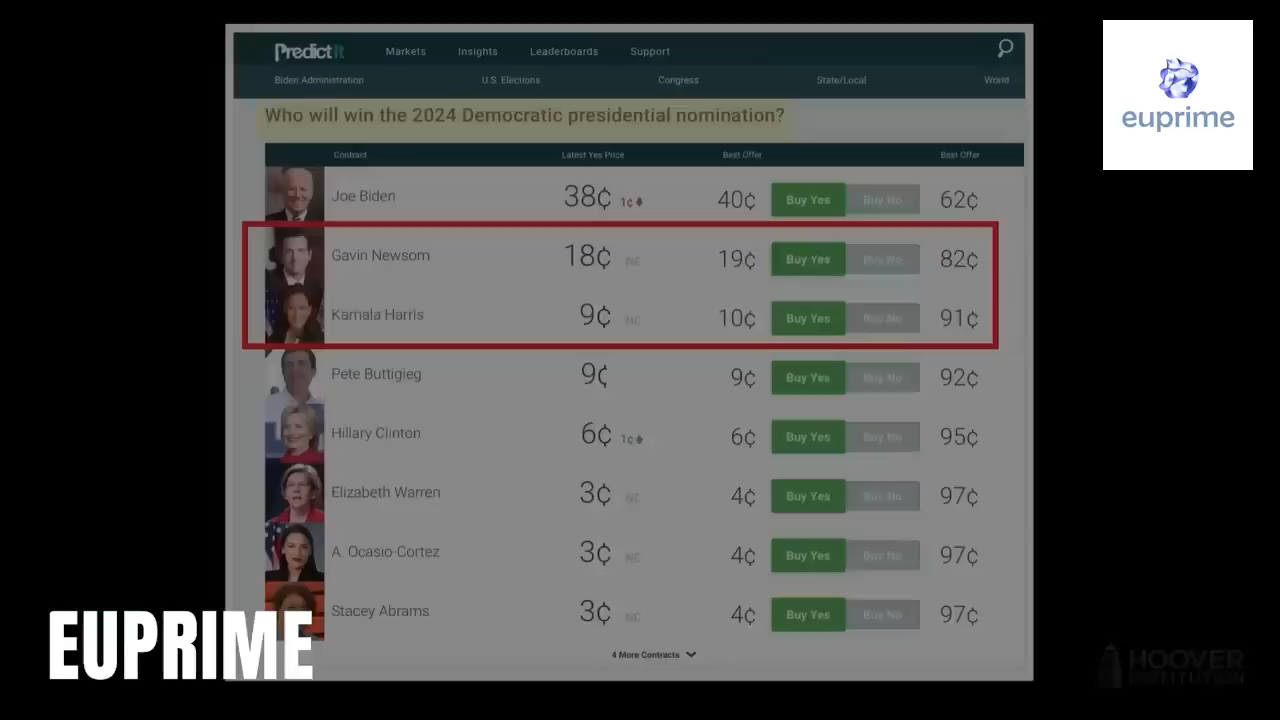 PredictIt Markets Insights Leaderboards Support
euprime
Biden Administration U.S. Elections Congress State/Local World
Who will win the 2024 Democratic presidential nomination?
Contract Latest Yes Price Best Offer Best Offer
Joe Biden 38¢ 1¢ 40¢ Buy Yes Buy No 62¢
Gavin Newsom 18¢ NC 19¢ Buy Yes Buy No 82¢
Kamala Harris 9¢ NC 10¢ Buy Yes Buy No 91¢
Pete Buttigieg 9¢ 9¢ Buy Yes Buy No 92¢
Hillary Clinton 6¢ 1¢ 6¢ Buy Yes Buy No 95¢
Elizabeth Warren 3¢ NC 4¢ Buy Yes Buy No 97¢
A. Ocasio-Cortez 3¢ NC 4¢ Buy Yes Buy No 97¢
Stacey Abrams 3¢ NC 4¢ Buy Yes Buy No 97¢
4 More Contracts
EUPRIME
HOOVER
INSTITUTION